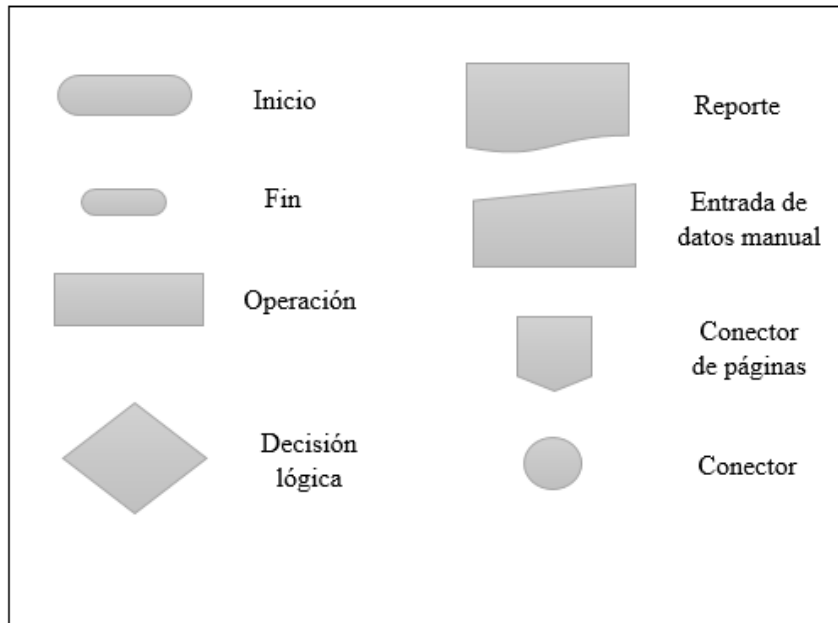 Inicio
Fin
Operación
Decisión
lógica
Reporte
Entrada de
datos manual
Conector
de páginas
Conector